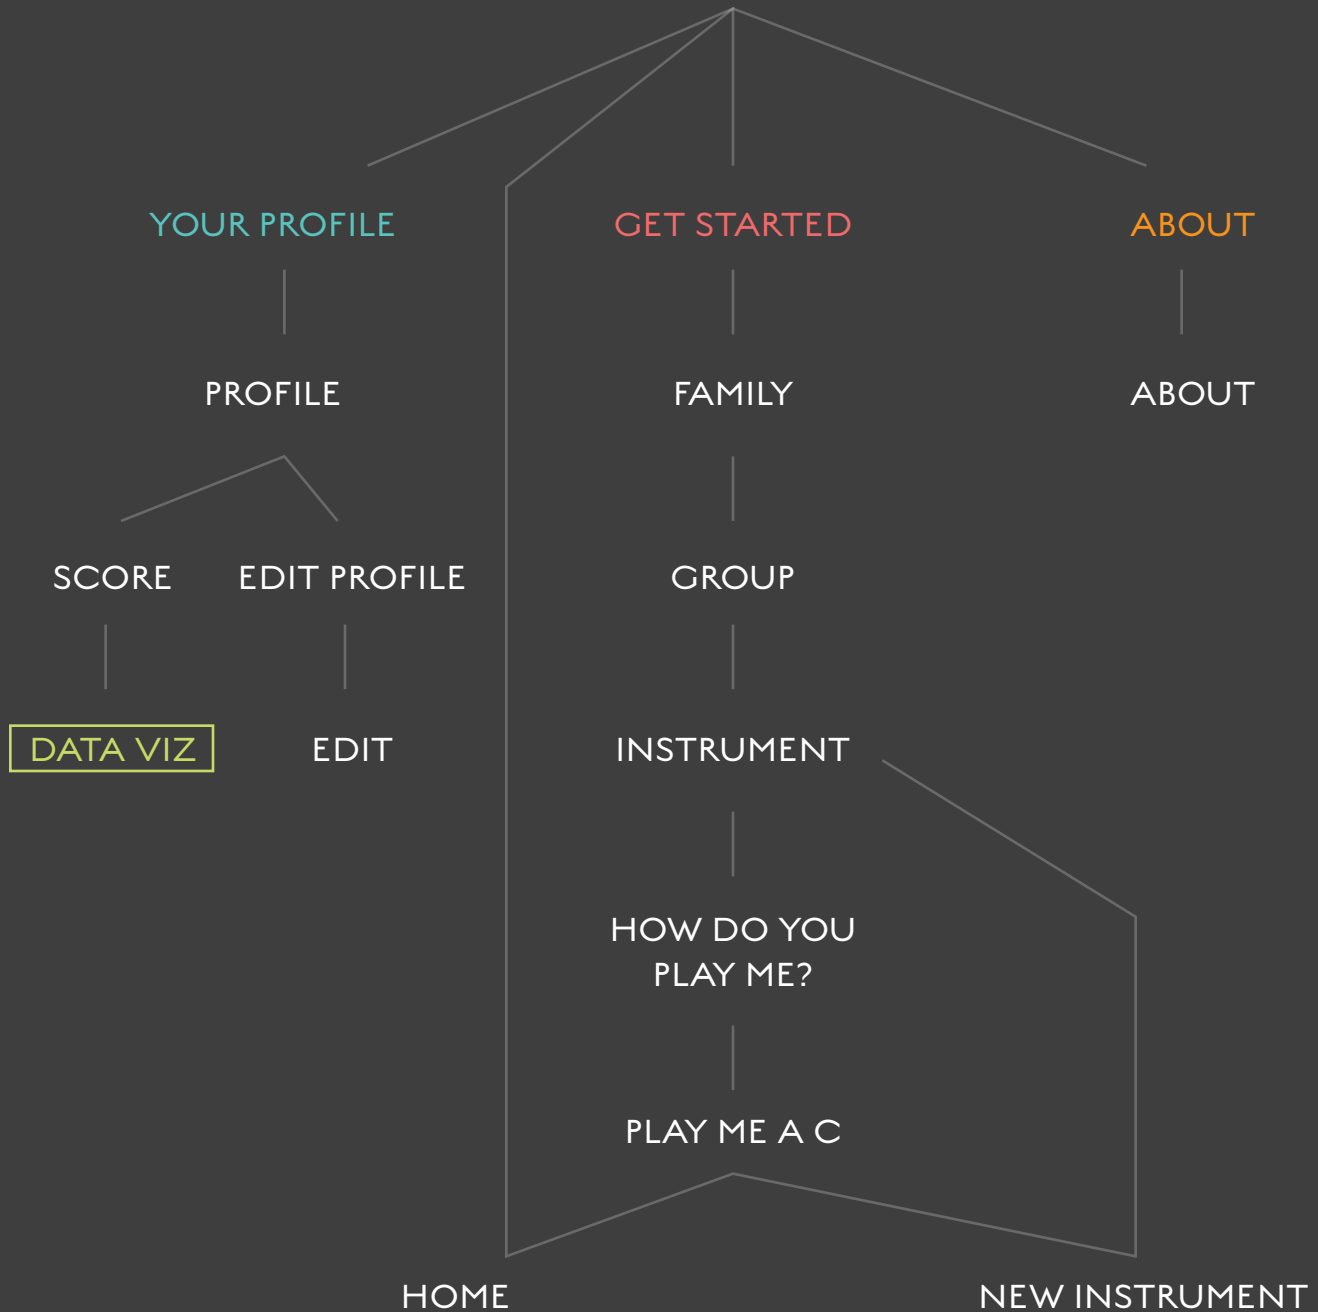 YOUR PROFILE
GET STARTED
ABOUT
PROFILE
FAMILY
ABOUT
SCORE
EDIT PROFILE
GROUP
DATA VIZ
EDIT
INSTRUMENT
HOW DO YOU
PLAY ME?
PLAY ME A C
HOME
NEW INSTRUMENT